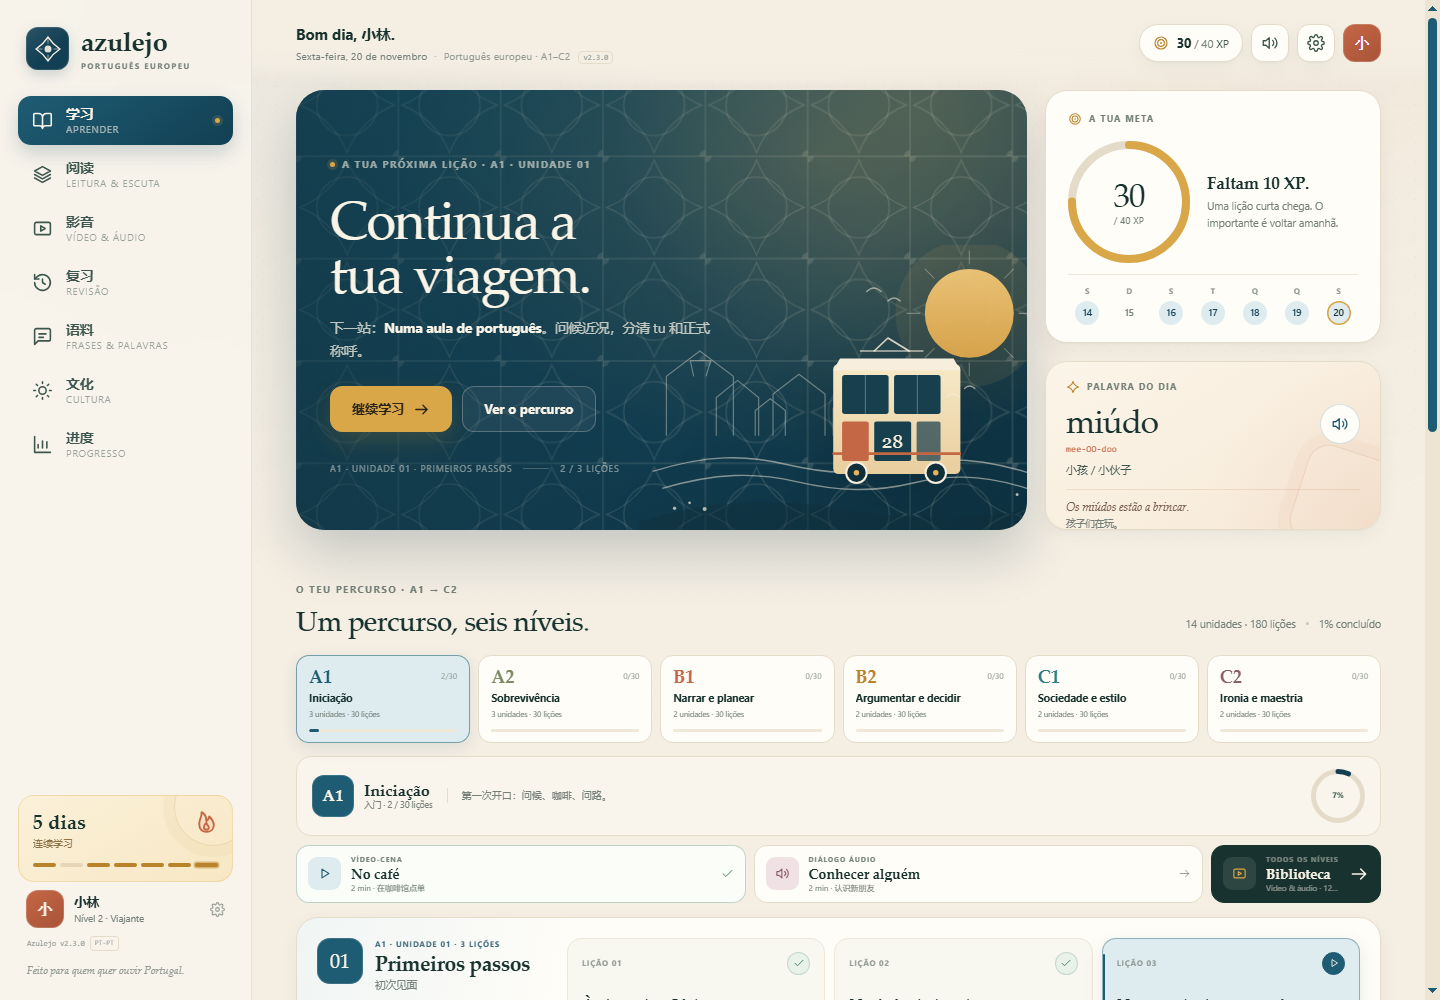 azulejo
PORTUGUÊS EUROPEU
学习
APRENDER
阅读
LEITURA & ESCUTA
影音
VÍDEO & ÁUDIO
复习
REVISÃO
语料
FRASES & PALAVRAS
文化
CULTURA
进度
PROGRESSO
5 dias
连续学习
小
小林
Nível 2 · Viajante
Azulejo v2.3.0 PT-PT
Feito para quem quer ouvir Portugal.
Bom dia, 小林.
Sexta-feira, 20 de novembro · Português europeu · A1–C2 v2.3.0
30 / 40 XP
小
A TUA PRÓXIMA LIÇÃO · A1 · UNIDADE 01
Continua a
tua viagem.
下一站：Numa aula de português。问候近况，分清 tu 和正式
称呼。
继续学习 →
Ver o percurso
A1 · UNIDADE 01 · PRIMEIROS PASSOS 2 / 3 LIÇÕES
28
A TUA META
30
/ 40 XP
Faltam 10 XP.
Uma lição curta chega. O
importante é voltar amanhã.
S D S T Q Q S
14 15 16 17 18 19 20
PALAVRA DO DIA
miúdo
mee-OO-doo
小孩 / 小伙子
Os miúdos estão a brincar.
孩子们在玩。
O TEU PERCURSO · A1 → C2
Um percurso, seis níveis.
14 unidades · 180 lições • 1% concluído
A1 2/30
Iniciação
3 unidades · 30 lições
A2 0/30
Sobrevivência
3 unidades · 30 lições
B1 0/30
Narrar e planear
2 unidades · 30 lições
B2 0/30
Argumentar e decidir
2 unidades · 30 lições
C1 0/30
Sociedade e estilo
2 unidades · 30 lições
C2 0/30
Ironia e maestria
2 unidades · 30 lições
A1
Iniciação
入门 · 2 / 30 lições
第一次开口：问候、咖啡、问路。
7%
VÍDEO-CENA
No café
2 min · 在咖啡馆点单
DIÁLOGO ÁUDIO
Conhecer alguém
2 min · 认识新朋友
→
TODOS OS NÍVEIS
Biblioteca
Vídeo & áudio · 12...
→
01
A1 · UNIDADE 01 · 3 LIÇÕES
Primeiros passos
初次见面
LIÇÃO 01
LIÇÃO 02
LIÇÃO 03